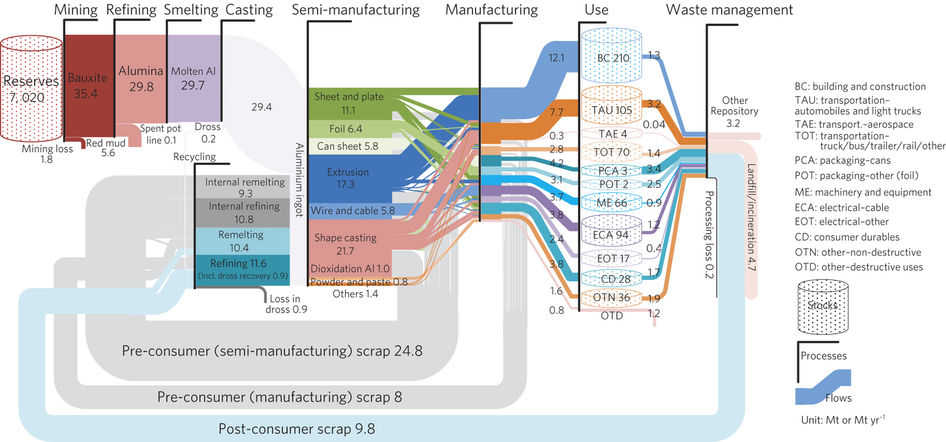 Mining Refining Smelting Casting Semi-manufacturing Manufacturing Use Waste management
Reserves
7,020
Bauxite
35.4
Alumina
29.8
Molten Al
29.7
29.4
Mining loss
1.8
Red mud
5.6
Spent pot
line 0.1
Dross
0.2
Recycling
Internal remelting
9.3
Internal refining
10.8
Remelting
10.4
Refining 11.6
(Incl. dross recovery 0.9)
Loss in
dross 0.9
Aluminium ingot
Sheet and plate
11.1
Foil 6.4
Can sheet 5.8
Extrusion
17.3
Wire and cable 5.8
Shape casting
21.7
Dioxidation Al 1.0
Powder and paste 0.8
Others 1.4
12.1
7.7
0.3
2.8
4.2
3.1
3.7
3.8
2.4
3.8
1.6
0.8
BC 210
TAU 105
TAE 4
TOT 70
PCA 3
POT 2
ME 66
ECA 94
EOT 17
CD 28
OTN 36
OTD
1.3
3.2
0.04
1.4
3.4
2.5
0.9
1.2
0.4
1.7
1.9
1.2
Other
Repository
3.2
Landfill/incineration 4.7
Processing loss 0.2
Pre-consumer (semi-manufacturing) scrap 24.8
Pre-consumer (manufacturing) scrap 8
Post-consumer scrap 9.8
BC: building and construction
TAU: transportation–
automobiles and light trucks
TAE: transport.–aerospace
TOT: transportation–
truck/bus/trailer/rail/other
PCA: packaging–cans
POT: packaging–other (foil)
ME: machinery and equipment
ECA: electrical–cable
EOT: electrical–other
CD: consumer durables
OTN: other–non-destructive
OTD: other–destructive uses
Stocks
Processes
Flows
Unit: Mt or Mt yr⁻¹